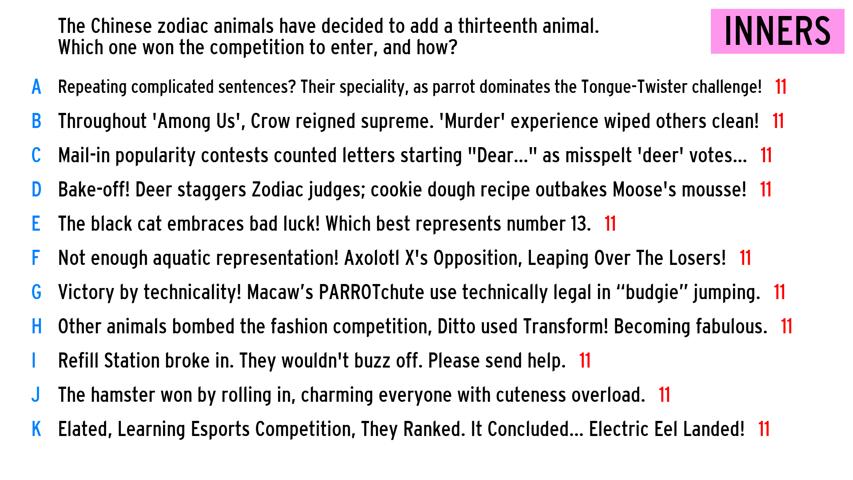 The Chinese zodiac animals have decided to add a thirteenth animal.
Which one won the competition to enter, and how?
INNERS
A Repeating complicated sentences? Their speciality, as parrot dominates the Tongue-Twister challenge! 11
B Throughout 'Among Us', Crow reigned supreme. 'Murder' experience wiped others clean! 11
C Mail-in popularity contests counted letters starting "Dear..." as misspelt 'deer' votes... 11
D Bake-off! Deer staggers Zodiac judges; cookie dough recipe outbakes Moose's mousse! 11
E The black cat embraces bad luck! Which best represents number 13. 11
F Not enough aquatic representation! Axolotl X's Opposition, Leaping Over The Losers! 11
G Victory by technicality! Macaw’s PARROTchute use technically legal in “budgie” jumping. 11
H Other animals bombed the fashion competition, Ditto used Transform! Becoming fabulous. 11
I Refill Station broke in. They wouldn't buzz off. Please send help. 11
J The hamster won by rolling in, charming everyone with cuteness overload. 11
K Elated, Learning Esports Competition, They Ranked. It Concluded... Electric Eel Landed! 11